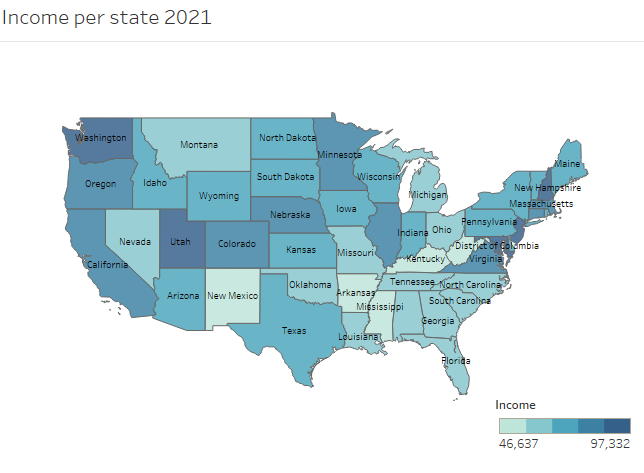 Income per state 2021
Washington
Montana
North Dakota
Minnesota
Maine
Oregon
Idaho
Wyoming
South Dakota
Wisconsin
Michigan
New Hampshire
Massachusetts
Nebraska
Iowa
Pennsylvania
Nevada
Utah
Colorado
Kansas
Missouri
Indiana
Ohio
District of Columbia
Kentucky
Virginia
California
Arizona
New Mexico
Oklahoma
Arkansas
Tennessee
North Carolina
South Carolina
Mississippi
Georgia
Texas
Louisiana
Florida
Income
46,637
97,332